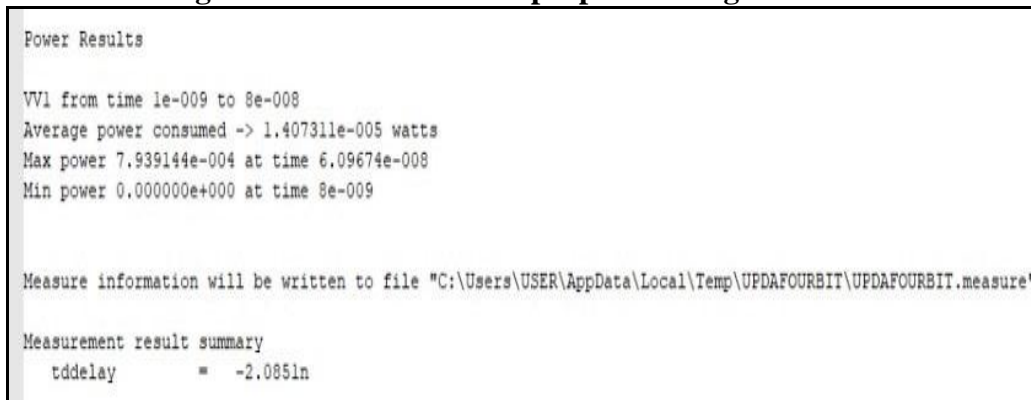 Power Results
VV1 from time 1e-009 to 8e-008
Average power consumed -> 1.407311e-005 watts
Max power 7.939144e-004 at time 6.09674e-008
Min power 0.000000e+000 at time 8e-009
Measure information will be written to file "C:\Users\USER\AppData\Local\Temp\UPDAFOURBIT\UPDAFOURBIT.measure"
Measurement result summary
tddelay = -2.0851n